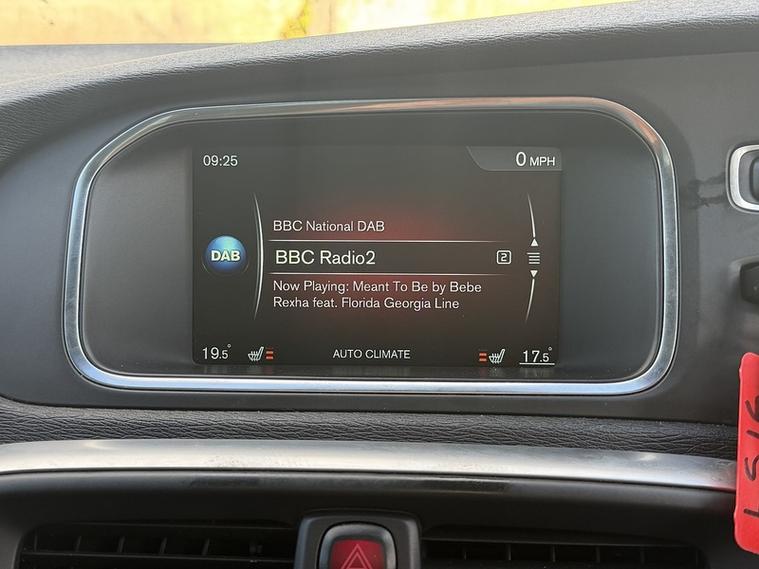 09:25
0 MPH
BBC National DAB
DAB
BBC Radio2
2
Now Playing: Meant To Be by Bebe
Rexha feat. Florida Georgia Line
19.5°
AUTO CLIMATE
17.5°